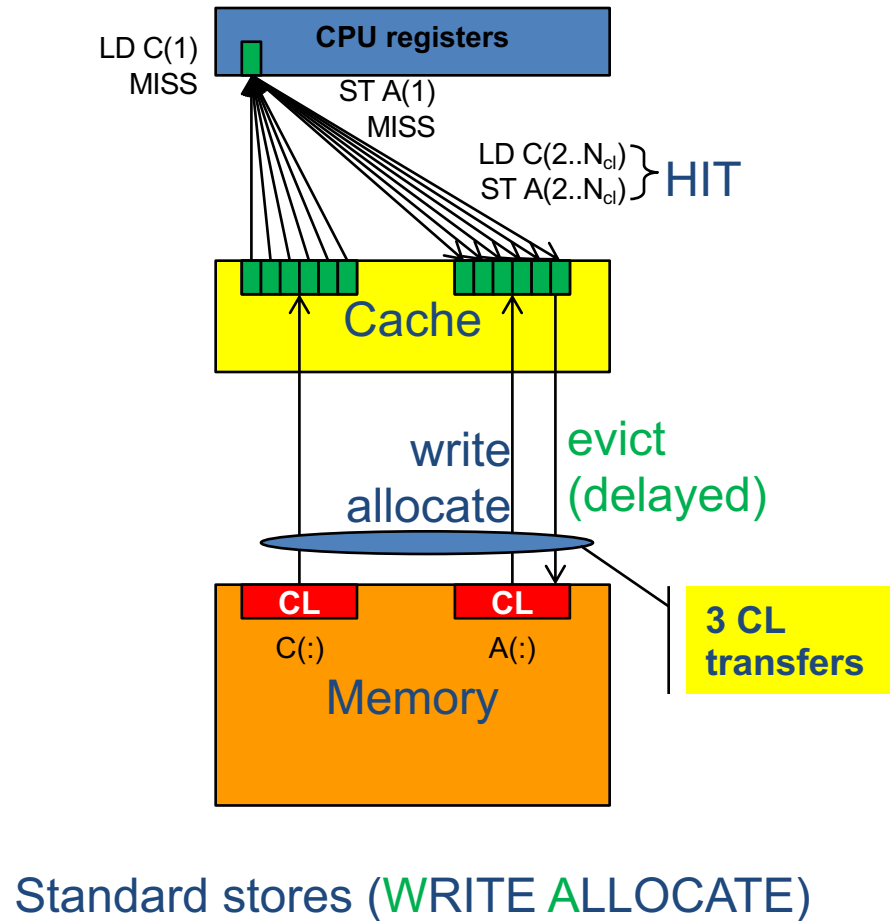 CPU registers
LD C(1)
MISS
ST A(1)
MISS
LD C(2..Ncl)
ST A(2..Ncl)
HIT
Cache
write
allocate
evict
(delayed)
CL
CL
C(:)
A(:)
3 CL
transfers
Memory
Standard stores (WRITE ALLOCATE)